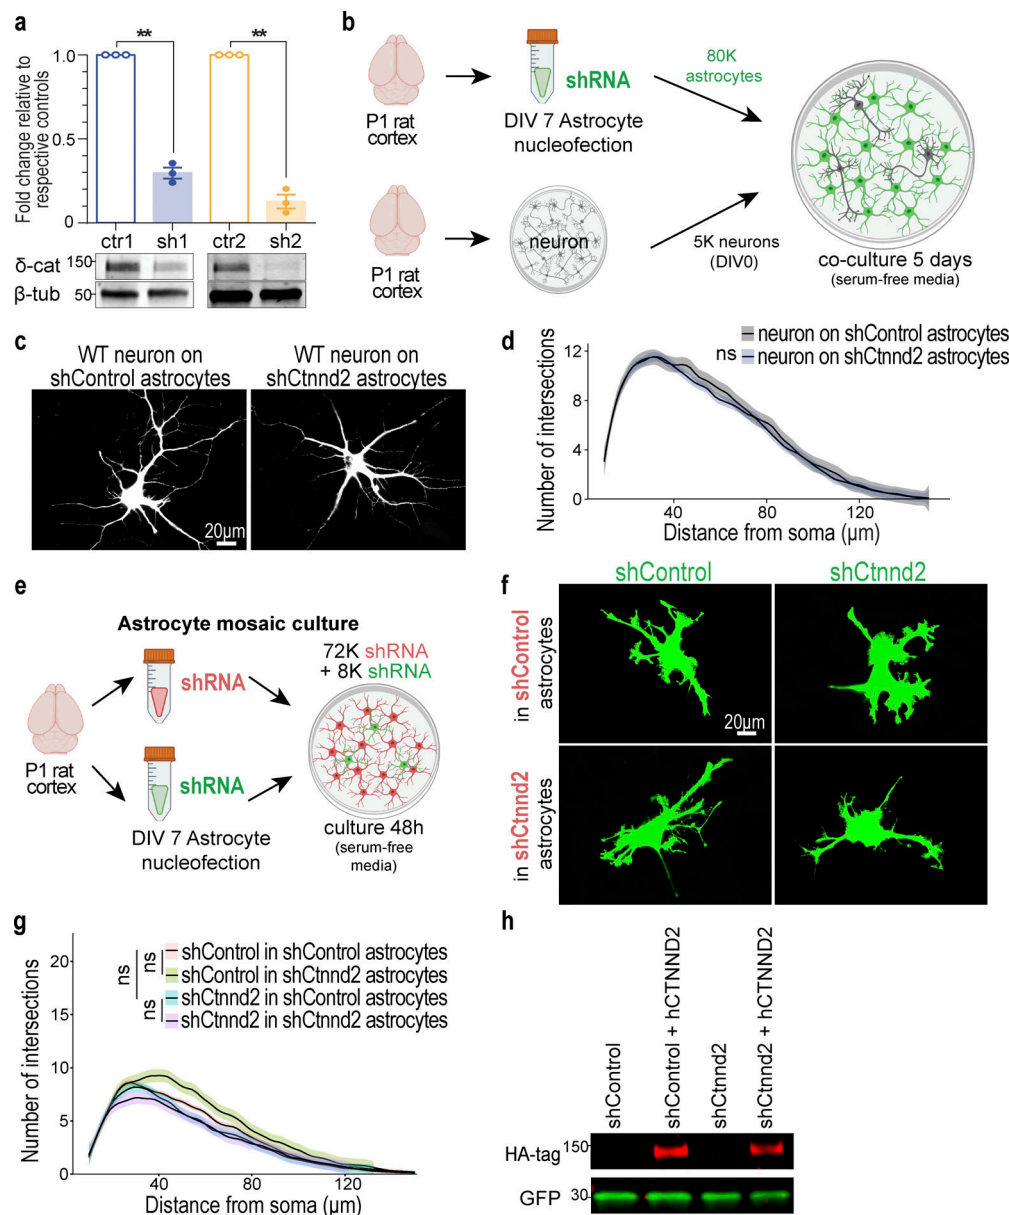 a
**
**
Fold change relative to
respective controls
1.0
0.5
0
ctr1
sh1
ctr2
sh2
δ-cat
150
β-tub
50
b
P1 rat
cortex
shRNA
DIV 7 Astrocyte
nucleofection
80K
astrocytes
P1 rat
cortex
neuron
5K neurons
(DIV0)
co-culture 5 days
(serum-free media)
c
WT neuron on
shControl astrocytes
WT neuron on
shCtnnd2 astrocytes
20µm
d
neuron on shControl astrocytes
ns
neuron on shCtnnd2 astrocytes
Number of intersections
12
8
4
0
40
80
120
Distance from soma (µm)
e
Astrocyte mosaic culture
P1 rat
cortex
shRNA
shRNA
DIV 7 Astrocyte
nucleofection
72K shRNA
+ 8K shRNA
culture 48h
(serum-free
media)
f
shControl
shCtnnd2
in shControl
astrocytes
20µm
in shCtnnd2
astrocytes
g
Number of intersections
20
15
10
5
0
0
40
80
120
Distance from soma (µm)
ns
ns
ns
shControl in shControl astrocytes
shControl in shCtnnd2 astrocytes
shCtnnd2 in shControl astrocytes
shCtnnd2 in shCtnnd2 astrocytes
h
shControl
shControl + hCTNND2
shCtnnd2
shCtnnd2 + hCTNND2
HA-tag
150
GFP
30